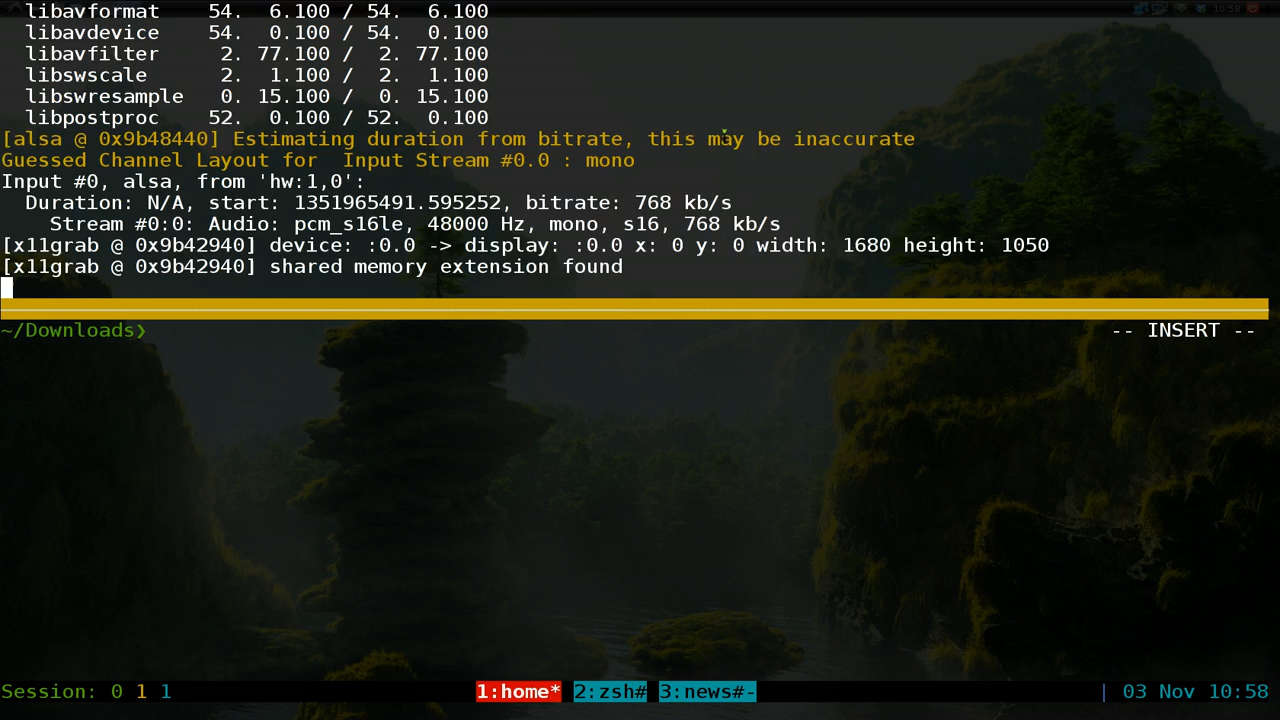 10:58
libavformat    54.  6.100 / 54.  6.100
libavdevice    54.  0.100 / 54.  0.100
libavfilter     2. 77.100 /  2. 77.100
libswscale      2.  1.100 /  2.  1.100
libswresample   0. 15.100 /  0. 15.100
libpostproc    52.  0.100 / 52.  0.100
[alsa @ 0x9b48440] Estimating duration from bitrate, this may be inaccurate
Guessed Channel Layout for  Input Stream #0.0 : mono
Input #0, alsa, from 'hw:1,0':
  Duration: N/A, start: 1351965491.595252, bitrate: 768 kb/s
    Stream #0:0: Audio: pcm_s16le, 48000 Hz, mono, s16, 768 kb/s
[x11grab @ 0x9b42940] device: :0.0 -> display: :0.0 x: 0 y: 0 width: 1680 height: 1050
[x11grab @ 0x9b42940] shared memory extension found
~/Downloads❯ -- INSERT --
Session: 0 1 1 1:home* 2:zsh# 3:news#- | 03 Nov 10:58